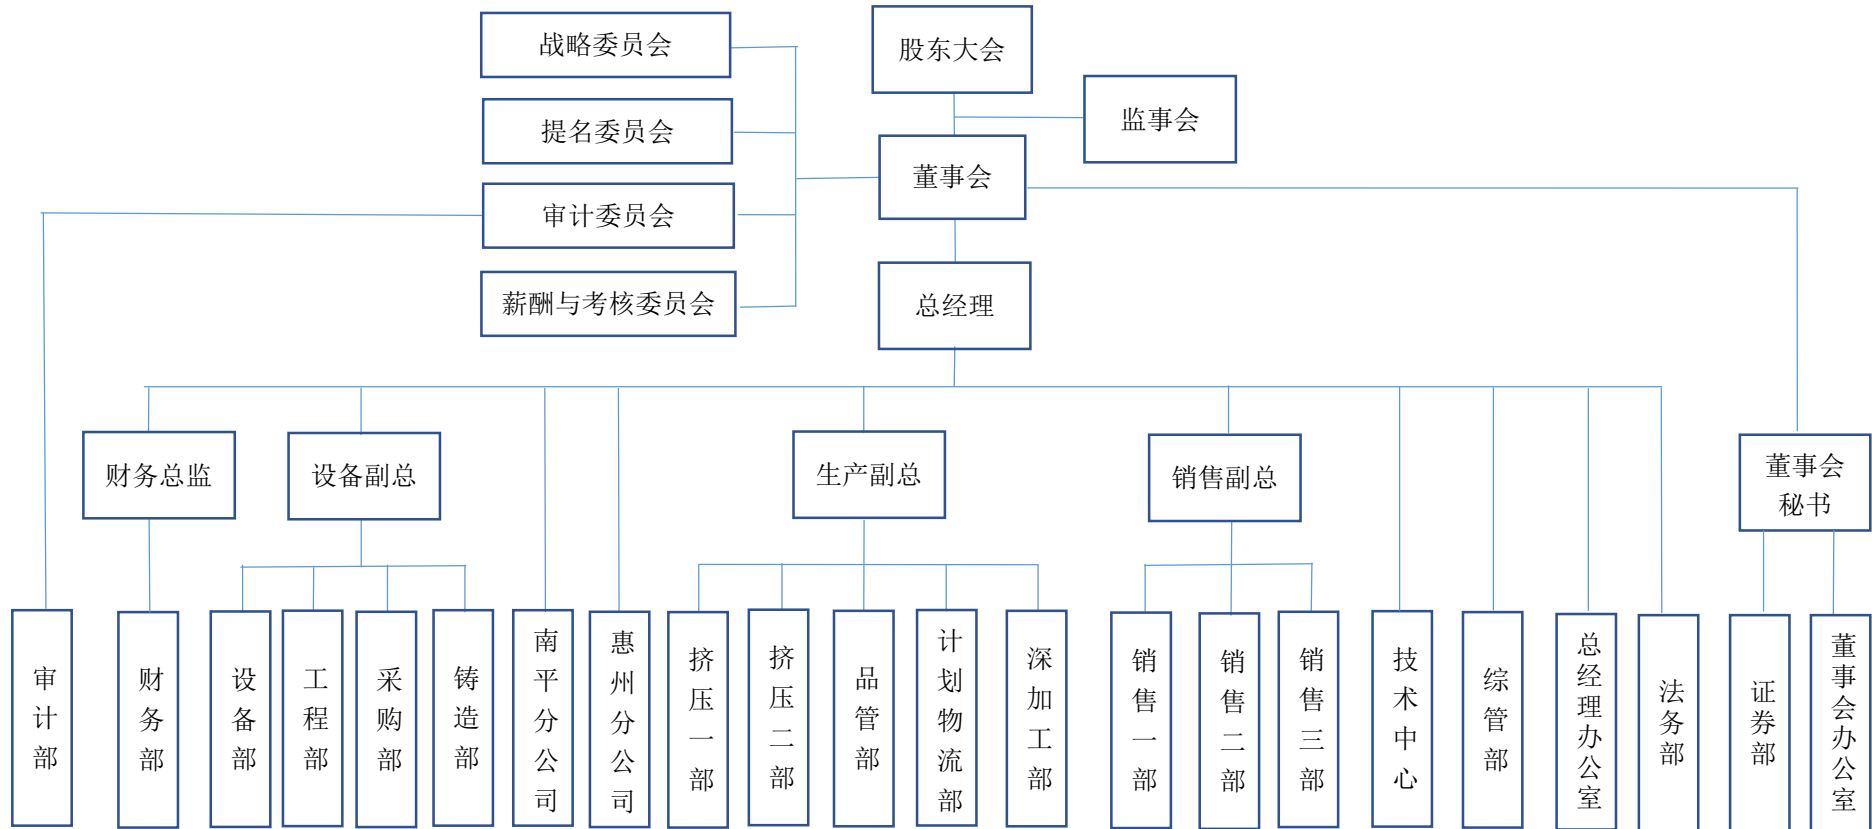 战略委员会
股东大会
提名委员会
监事会
董事会
审计委员会
薪酬与考核委员会
总经理
财务总监
设备副总
生产副总
销售副总
董事会
秘书
审计部
财务部
设备部
工程部
采购部
铸造部
南平分公司
惠州分公司
挤压一部
挤压二部
品管部
计划物流部
深加工部
销售一部
销售二部
销售三部
技术中心
综管部
总经理办公室
法务部
证券部
董事会办公室